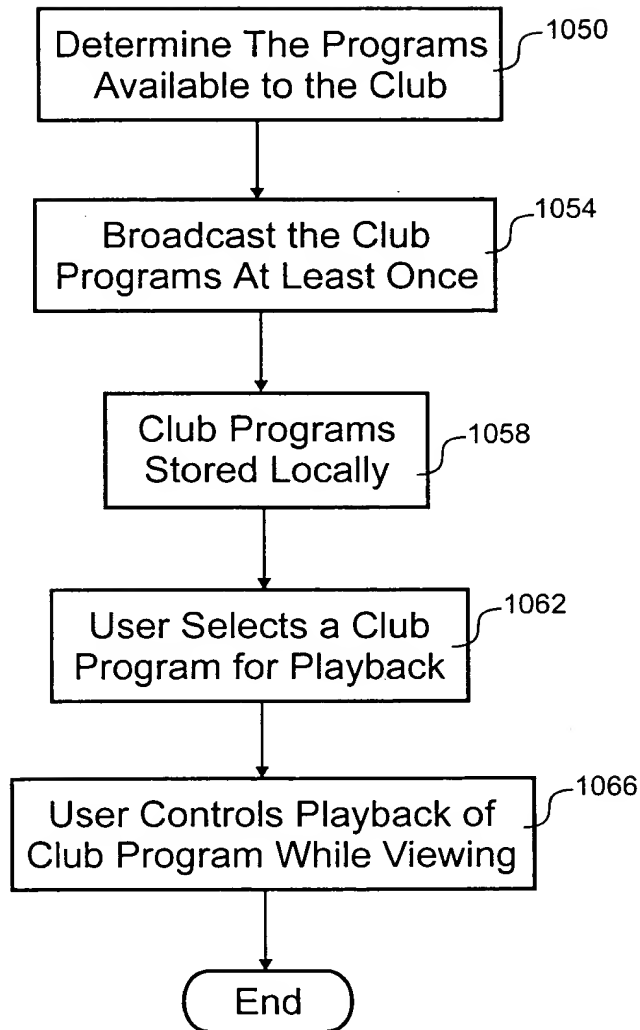 Determine The Programs
Available to the Club
1050
Broadcast the Club
Programs At Least Once
1054
Club Programs
Stored Locally
1058
User Selects a Club
Program for Playback
1062
User Controls Playback of
Club Program While Viewing
1066
End